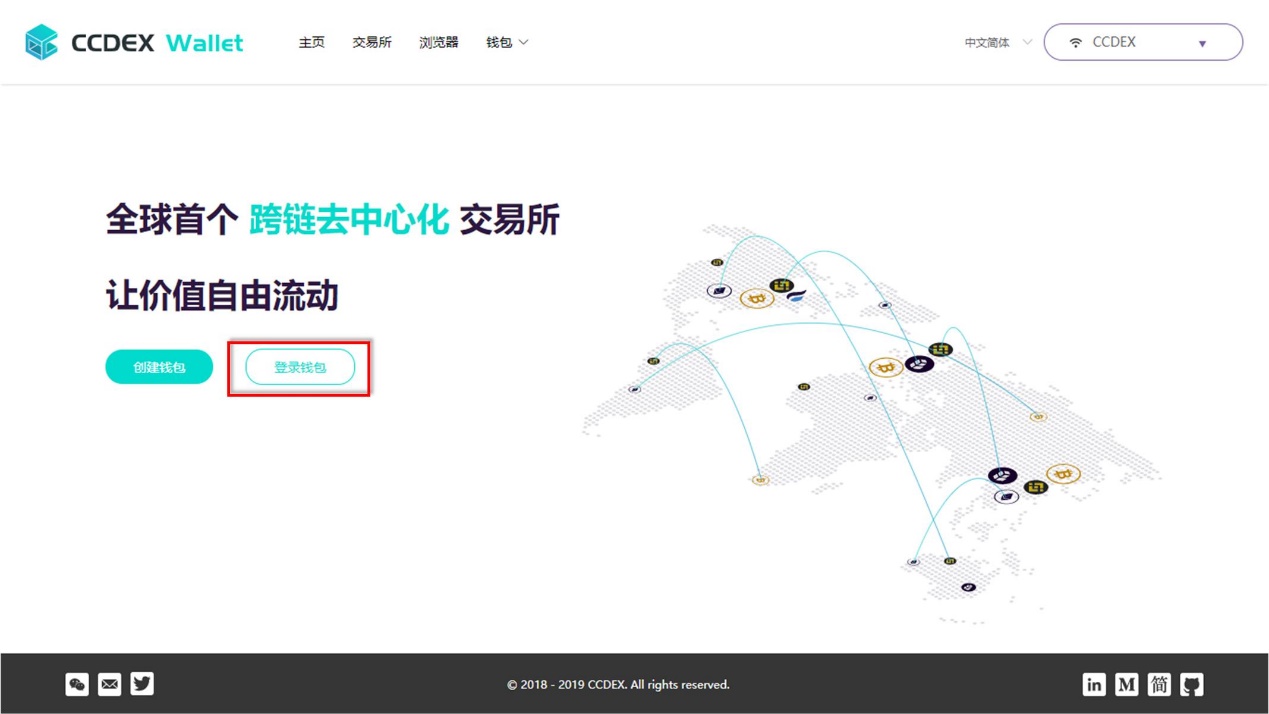 CCDEX Wallet
主页 交易所 浏览器 钱包
中文简体 CCDEX
全球首个 跨链去中心化 交易所
让价值自由流动
创建钱包 登录钱包
© 2018 - 2019 CCDEX. All rights reserved.
in M 简